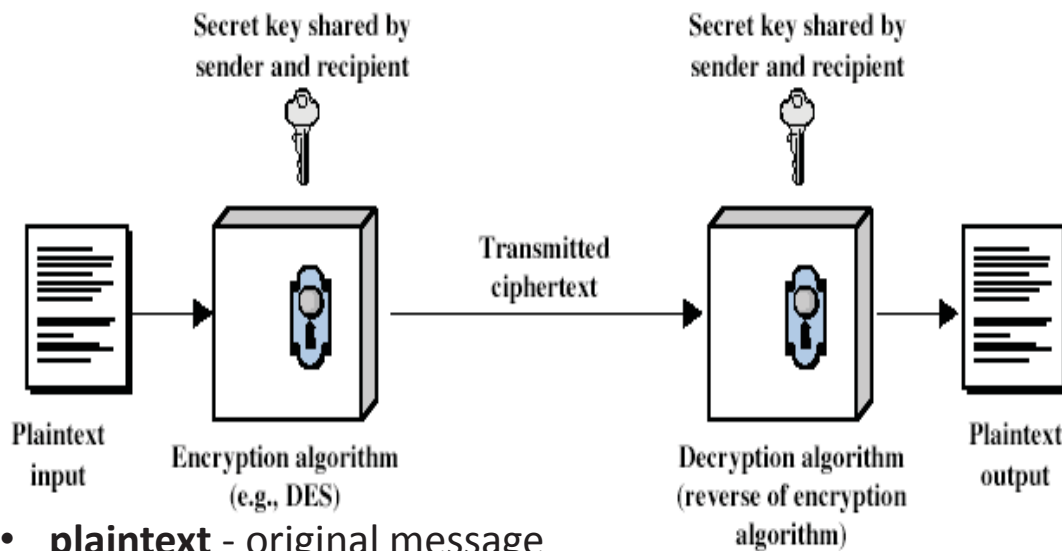 Secret key shared by
sender and recipient
Secret key shared by
sender and recipient
Transmitted
ciphertext
Plaintext
input
Encryption algorithm
(e.g., DES)
Decryption algorithm
(reverse of encryption
algorithm)
Plaintext
output
• plaintext - original message